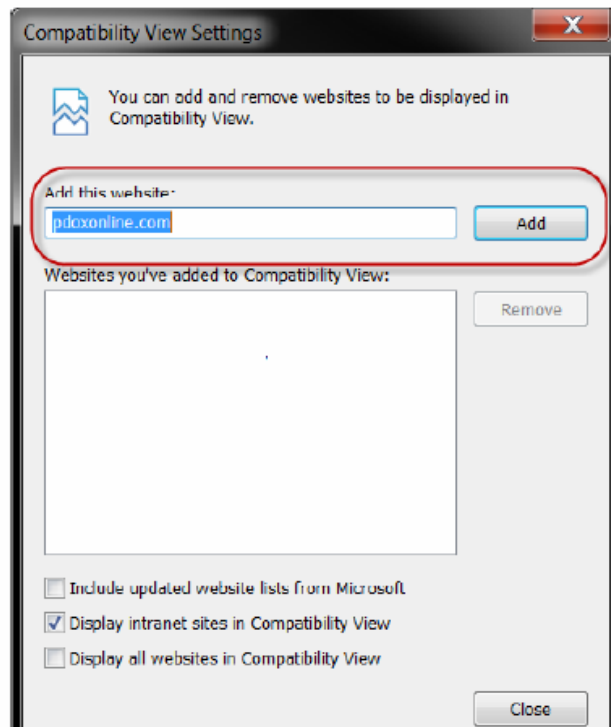 Compatibility View Settings
You can add and remove websites to be displayed in
Compatibility View.
Add this website:
pdoxonline.com
Add
Websites you've added to Compatibility View:
Remove
Include updated website lists from Microsoft
Display intranet sites in Compatibility View
Display all websites in Compatibility View
Close